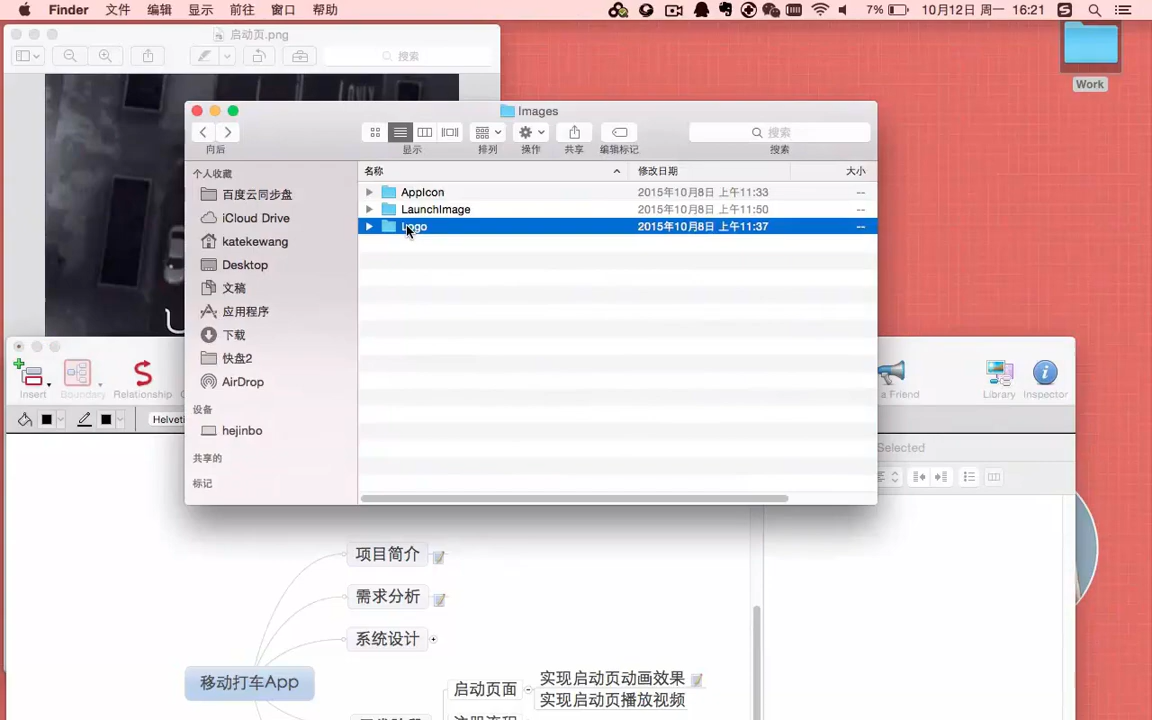 Finder 文件 编辑 显示 前往 窗口 帮助 7% 10月12日 周一 16:21
启动页.png
搜索
Work
Images
向后 显示 排列 操作 共享 编辑标记 搜索
搜索
个人收藏
百度云同步盘
iCloud Drive
katekewang
Desktop
文稿
应用程序
下载
快盘2
AirDrop
设备
hejinbo
共享的
标记
名称 修改日期 大小
AppIcon 2015年10月8日 上午11:33 --
LaunchImage 2015年10月8日 上午11:50 --
Logo 2015年10月8日 上午11:37 --
Insert Boundary Relationship a Friend Library Inspector
Helveti
Selected
项目简介
需求分析
系统设计
移动打车App
启动页面
实现启动页动画效果
实现启动页播放视频